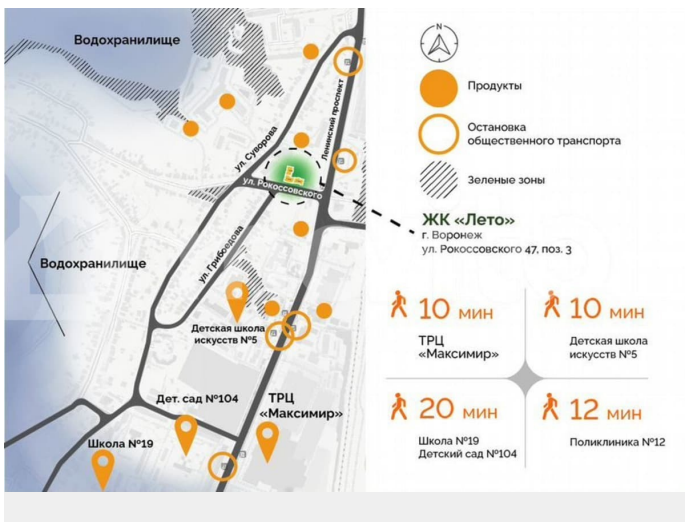 Водохранилище
ул. Суворова
Ленинский проспект
ул. Рокоссовского
ул. Грибоедова
Водохранилище
Детская школа
искусств №5
Дет. сад №104
ТРЦ
«Максимир»
Школа №19
N
Продукты
Остановка
общественного транспорта
Зеленые зоны
ЖК «Лето»
г. Воронеж
ул. Рокоссовского 47, поз. 3
10 мин
ТРЦ
«Максимир»
10 мин
Детская школа
искусств №5
20 мин
Школа №19
Детский сад №104
12 мин
Поликлиника №12